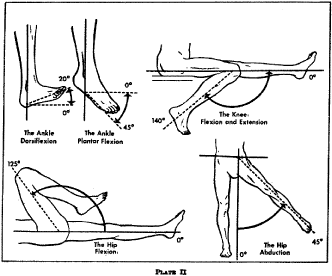 20°
0°
The Ankle
Dorsiflexion
0°
45°
The Ankle
Plantar Flexion
0°
140°
The Knee
Flexion and Extension
125°
0°
The Hip
Flexion.
0°
45°
The Hip
Abduction
PLATE II